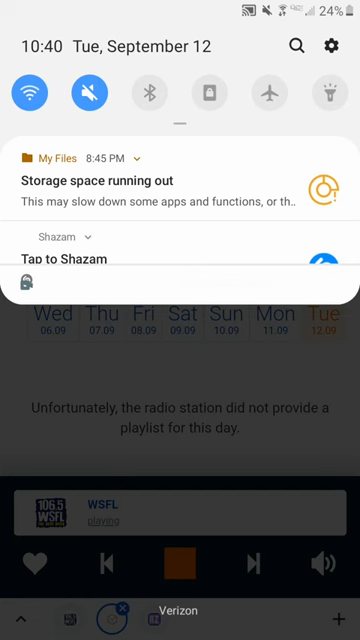 24%
10:40 Tue, September 12
My Files 8:45 PM
Storage space running out
This may slow down some apps and functions, or th..
Shazam
Tap to Shazam
Wed Thu Fri Sat Sun Mon Tue
06.09 07.09 08.09 09.09 10.09 11.09 12.09
Unfortunately, the radio station did not provide a
playlist for this day.
106.5
WSFL
WSFL
playing
Verizon